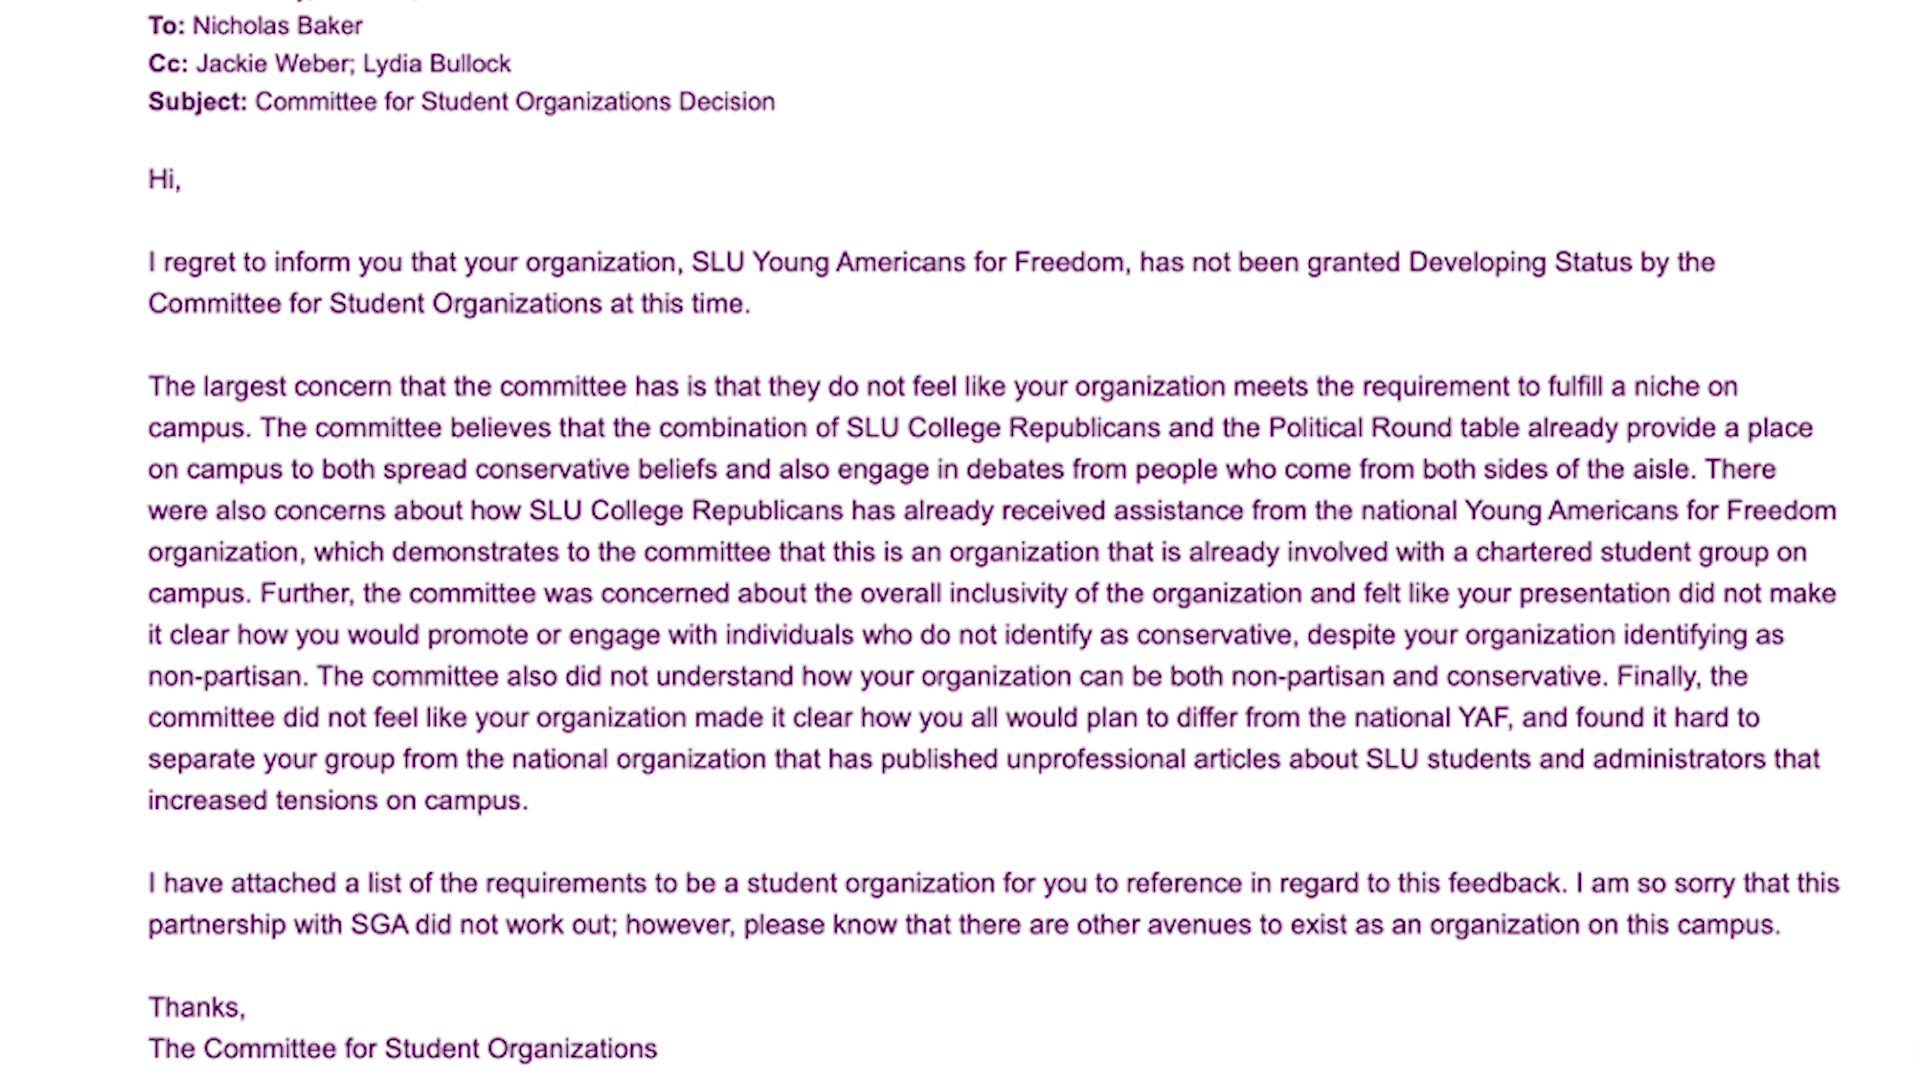 To: Nicholas Baker
Cc: Jackie Weber; Lydia Bullock
Subject: Committee for Student Organizations Decision
Hi,
I regret to inform you that your organization, SLU Young Americans for Freedom, has not been granted Developing Status by the
Committee for Student Organizations at this time.
The largest concern that the committee has is that they do not feel like your organization meets the requirement to fulfill a niche on
campus. The committee believes that the combination of SLU College Republicans and the Political Round table already provide a place
on campus to both spread conservative beliefs and also engage in debates from people who come from both sides of the aisle. There
were also concerns about how SLU College Republicans has already received assistance from the national Young Americans for Freedom
organization, which demonstrates to the committee that this is an organization that is already involved with a chartered student group on
campus. Further, the committee was concerned about the overall inclusivity of the organization and felt like your presentation did not make
it clear how you would promote or engage with individuals who do not identify as conservative, despite your organization identifying as
non-partisan. The committee also did not understand how your organization can be both non-partisan and conservative. Finally, the
committee did not feel like your organization made it clear how you all would plan to differ from the national YAF, and found it hard to
separate your group from the national organization that has published unprofessional articles about SLU students and administrators that
increased tensions on campus.
I have attached a list of the requirements to be a student organization for you to reference in regard to this feedback. I am so sorry that this
partnership with SGA did not work out; however, please know that there are other avenues to exist as an organization on this campus.
Thanks,
The Committee for Student Organizations